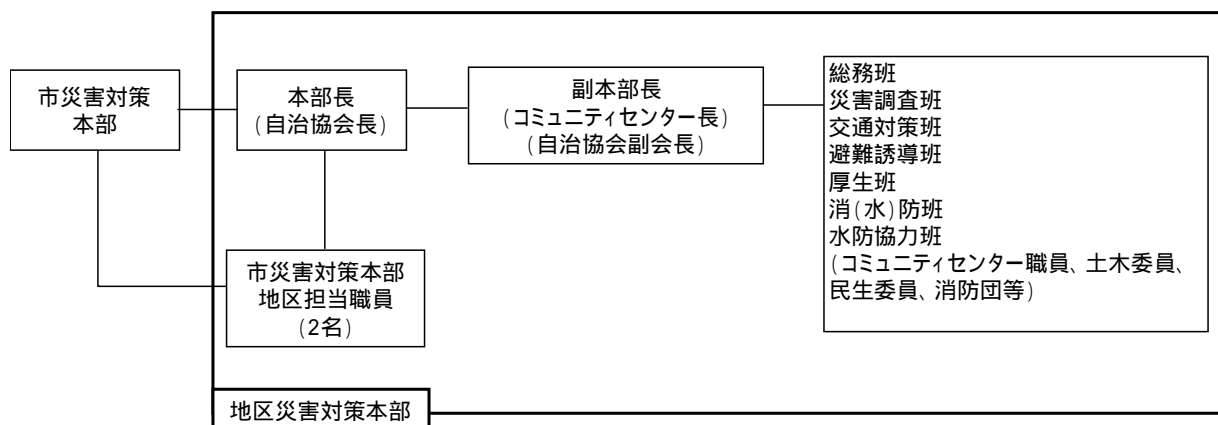 市災害対策
本部
本部長
(自治協会長)
副本部長
(コミュニティセンター長)
(自治協会副会長)
総務班
災害調査班
交通対策班
避難誘導班
厚生班
消(水)防班
水防協力班
(コミュニティセンター職員、土木委員、
民生委員、消防団等)
市災害対策本部
地区担当職員
(2名)
地区災害対策本部